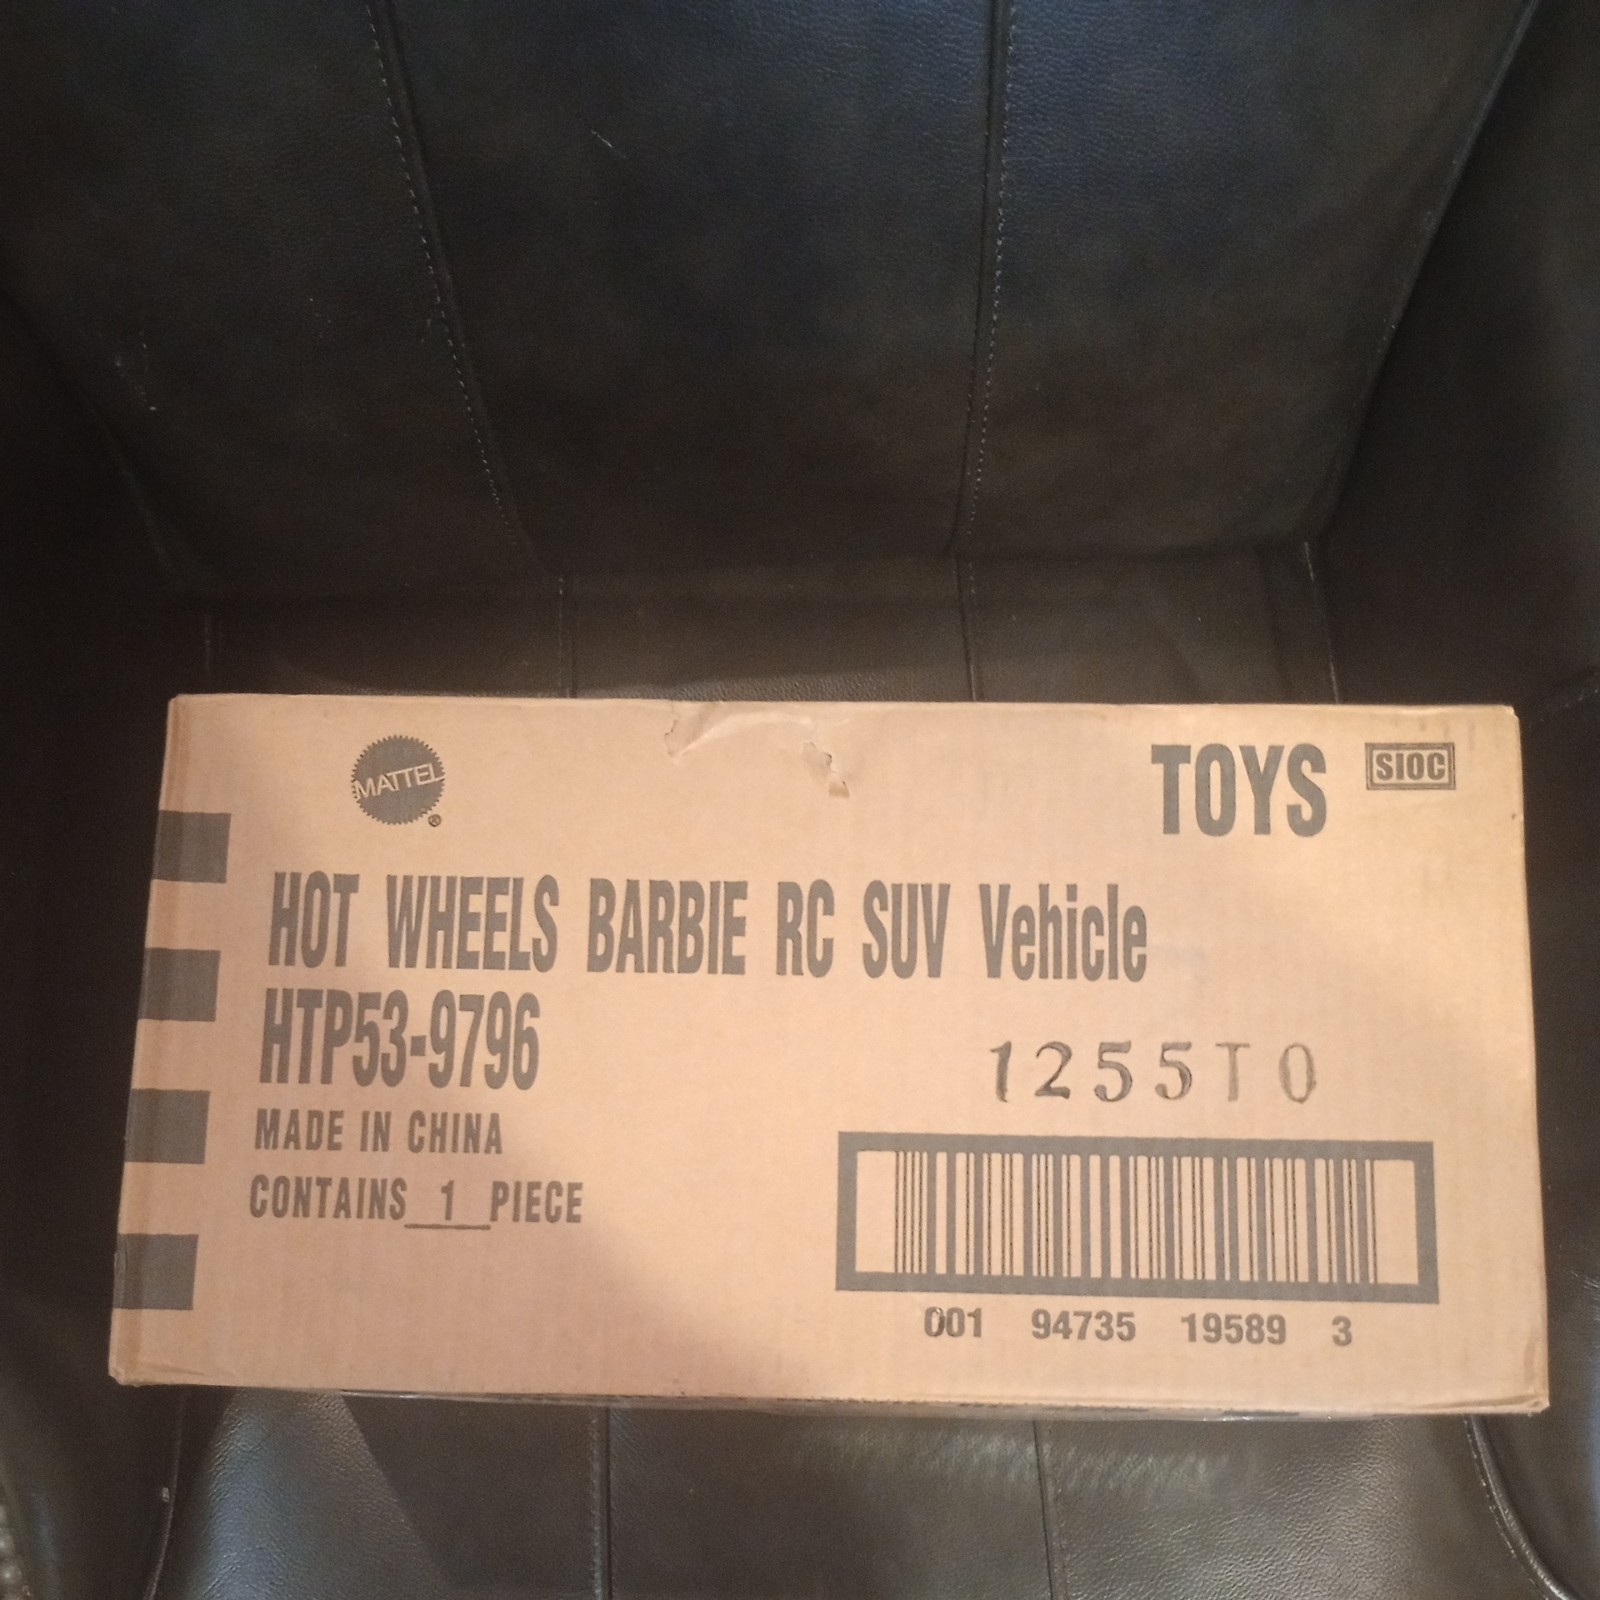 MATTEL®
TOYS
SIOC
HOT WHEELS BARBIE RC SUV Vehicle
HTP53-9796
MADE IN CHINA
CONTAINS 1 PIECE
1255T0
001 94735 19589 3